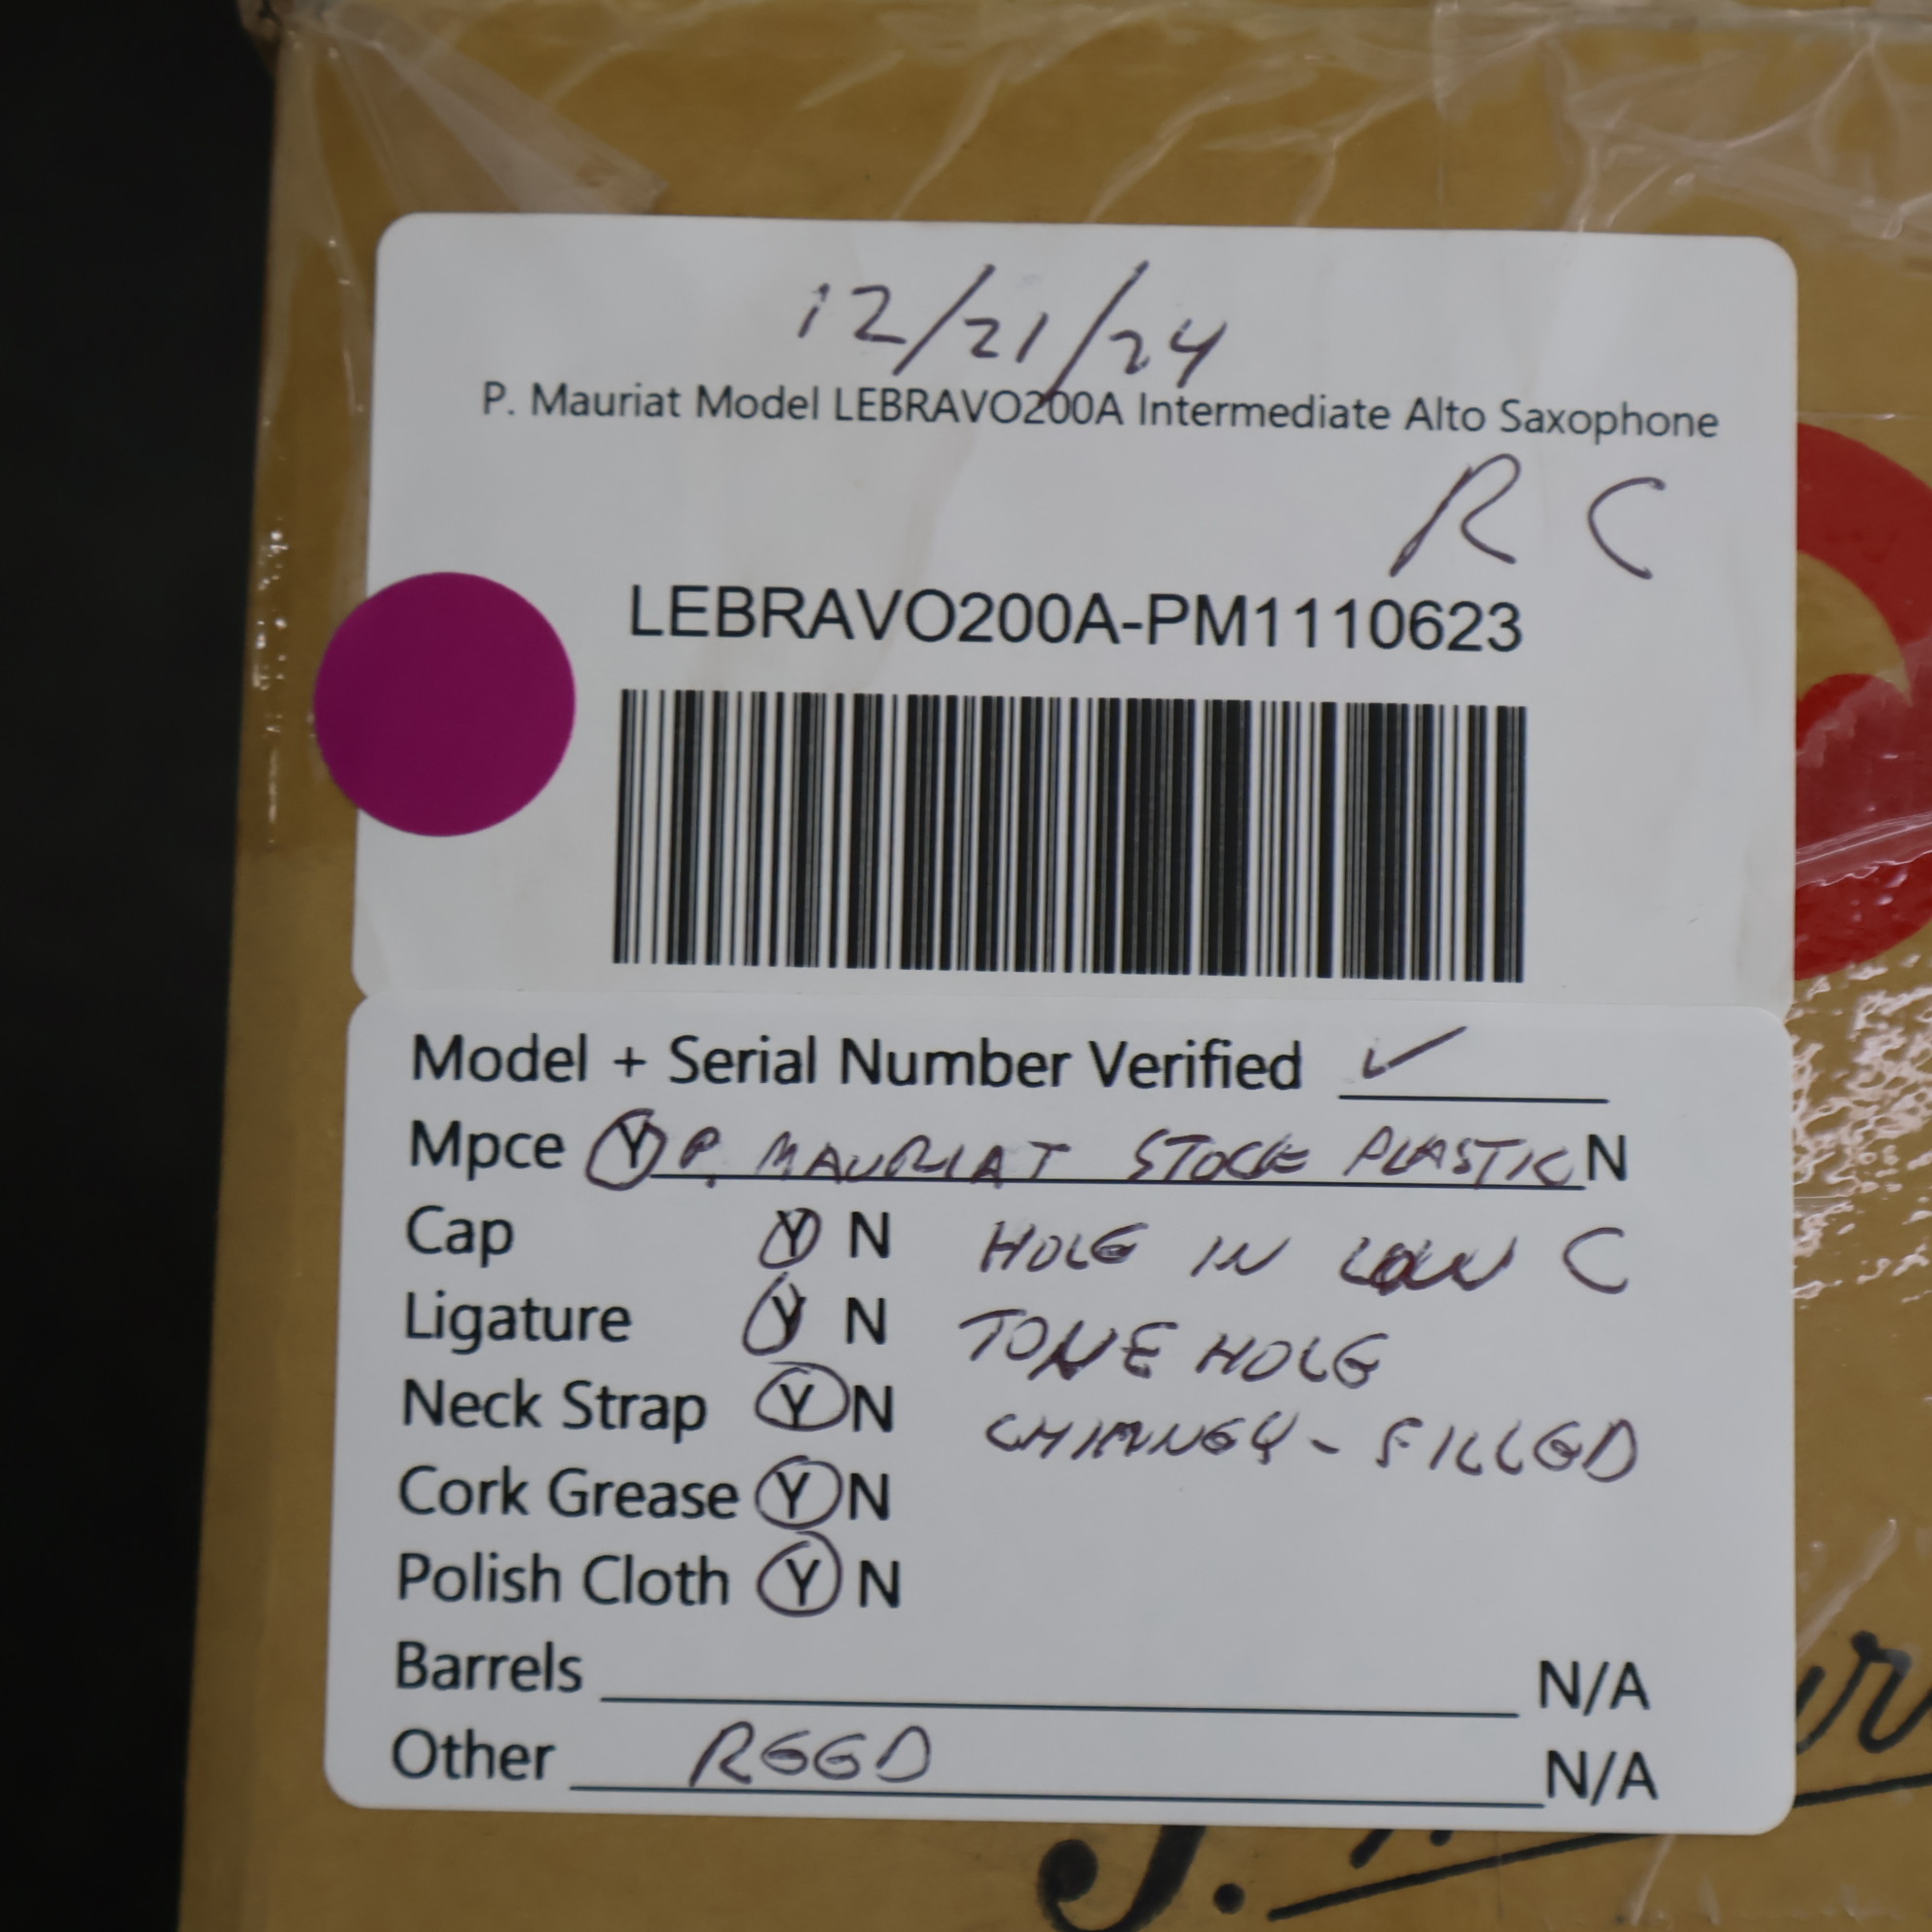 12/21/24
P. Mauriat Model LEBRAVO200A Intermediate Alto Saxophone
R C
LEBRAVO200A-PM1110623
Model + Serial Number Verified ✓
Mpce Y P. MAURIAT STOCK PLASTIC N
Cap Y N HOLE IN LOW C
Ligature Y N TONE HOLE
Neck Strap Y N CHIMNEY - FILLED
Cork Grease Y N
Polish Cloth Y N
Barrels N/A
Other REED N/A